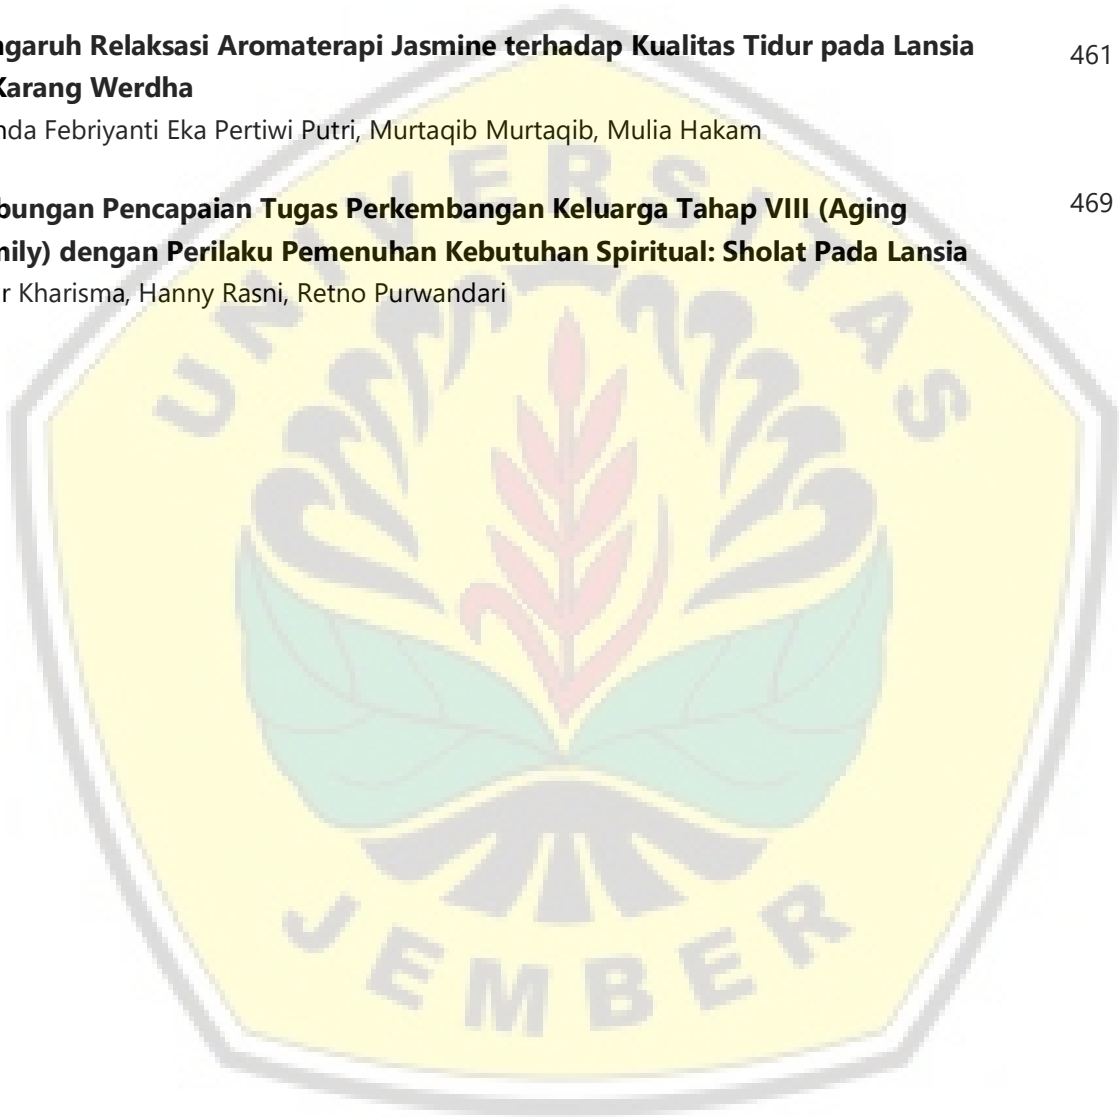 ngaruh Relaksasi Aromaterapi Jasmine terhadap Kualitas Tidur pada Lansia 461
Karang Werdha
nda Febriyanti Eka Pertiwi Putri, Murtaqib Murtaqib, Mulia Hakam
bungan Pencapaian Tugas Perkembangan Keluarga Tahap VIII (Aging 469
mily) dengan Perilaku Pemenuhan Kebutuhan Spiritual: Sholat Pada Lansia
r Kharisma, Hanny Rasni, Retno Purwandari
UNIVERSITAS
JEMBER